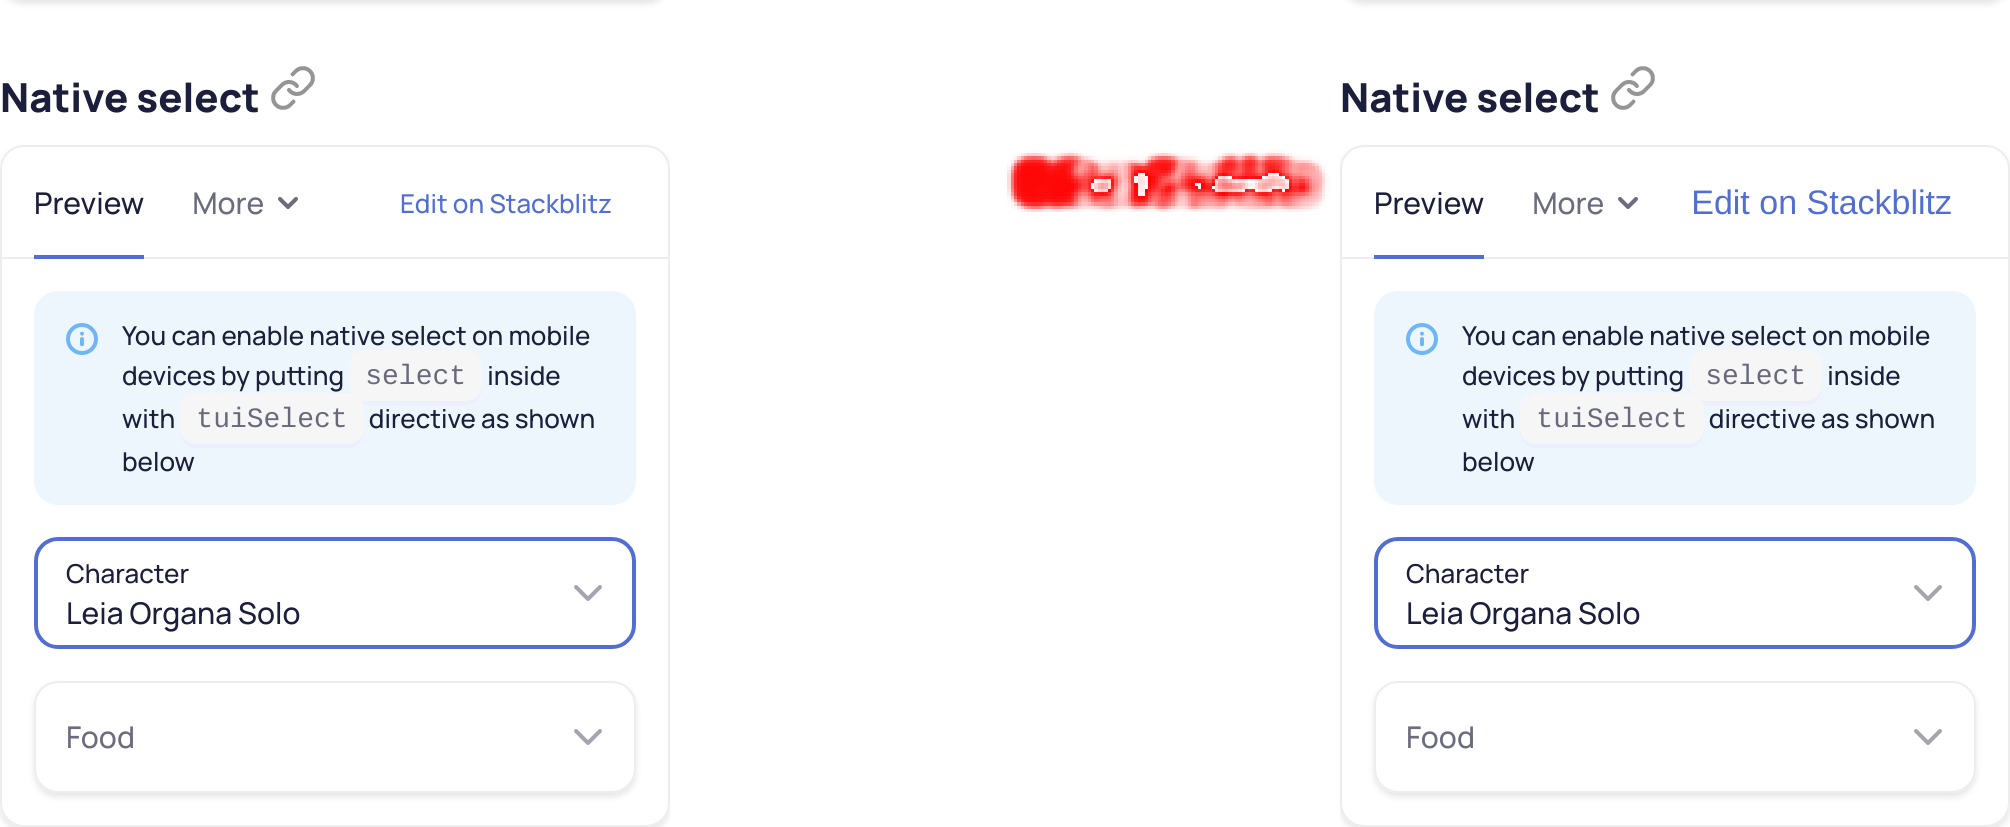 Native select
Preview More Edit on Stackblitz
You can enable native select on mobile
devices by putting select inside
with tuiSelect directive as shown
below
Character
Leia Organa Solo
Food
Native select
Preview More Edit on Stackblitz
You can enable native select on mobile
devices by putting select inside
with tuiSelect directive as shown
below
Character
Leia Organa Solo
Food